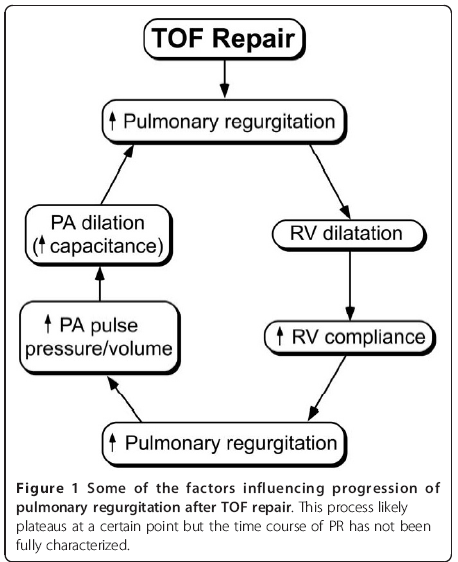 TOF Repair
↑ Pulmonary regurgitation
PA dilation
(↑ capacitance)
RV dilatation
↑ PA pulse
pressure/volume
↑ RV compliance
↑ Pulmonary regurgitation
Figure 1 Some of the factors influencing progression of
pulmonary regurgitation after TOF repair. This process likely
plateaus at a certain point but the time course of PR has not been
fully characterized.